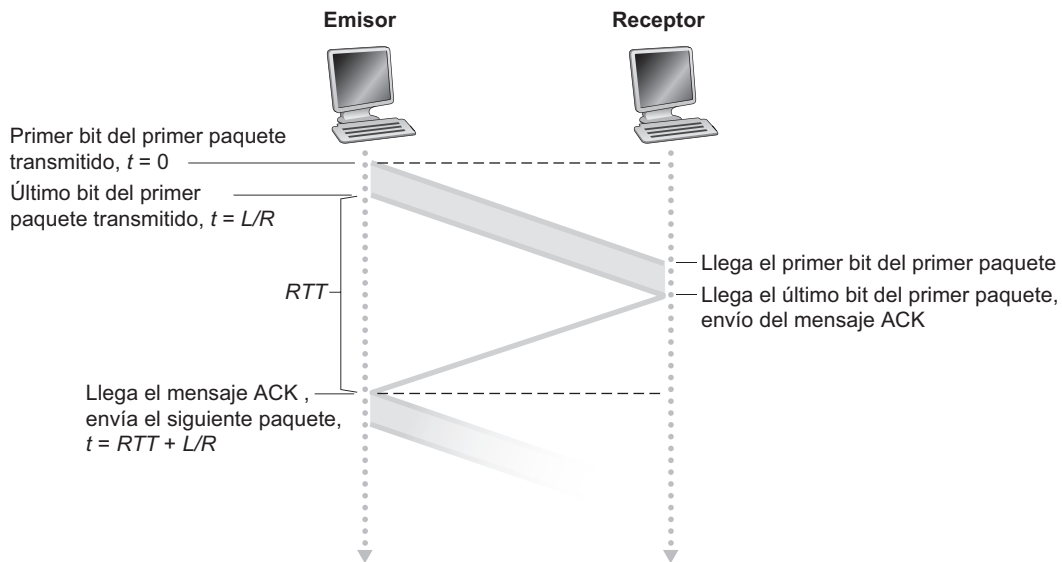 Emisor
Receptor
Primer bit del primer paquete
transmitido, t = 0
Último bit del primer
paquete transmitido, t = L/R
Llega el primer bit del primer paquete
RTT
Llega el último bit del primer paquete,
envío del mensaje ACK
Llega el mensaje ACK ,
envía el siguiente paquete,
t = RTT + L/R